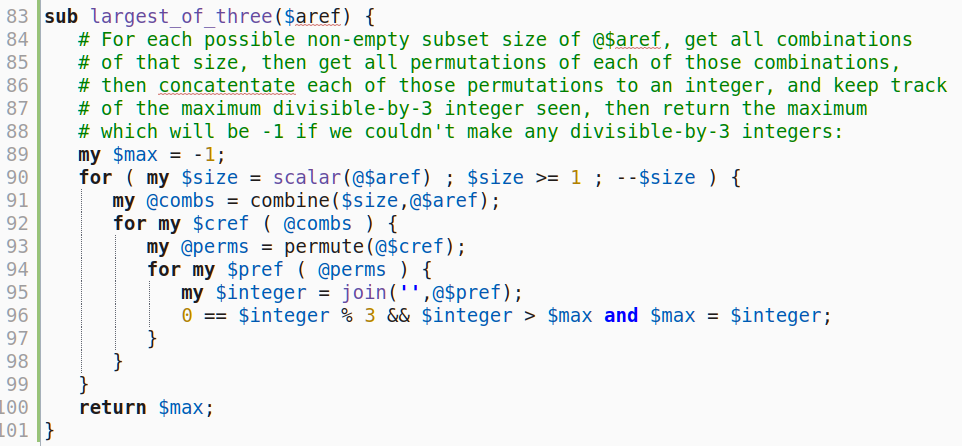 83 sub largest_of_three($aref) {
84    # For each possible non-empty subset size of @$aref, get all combinations
85    # of that size, then get all permutations of each of those combinations,
86    # then concatentate each of those permutations to an integer, and keep track
87    # of the maximum divisible-by-3 integer seen, then return the maximum
88    # which will be -1 if we couldn't make any divisible-by-3 integers:
89    my $max = -1;
90    for ( my $size = scalar(@$aref) ; $size >= 1 ; --$size ) {
91       my @combs = combine($size,@$aref);
92       for my $cref ( @combs ) {
93          my @perms = permute(@$cref);
94          for my $pref ( @perms ) {
95             my $integer = join('',@$pref);
96             0 == $integer % 3 && $integer > $max and $max = $integer;
97          }
98       }
99    }
100    return $max;
101 }